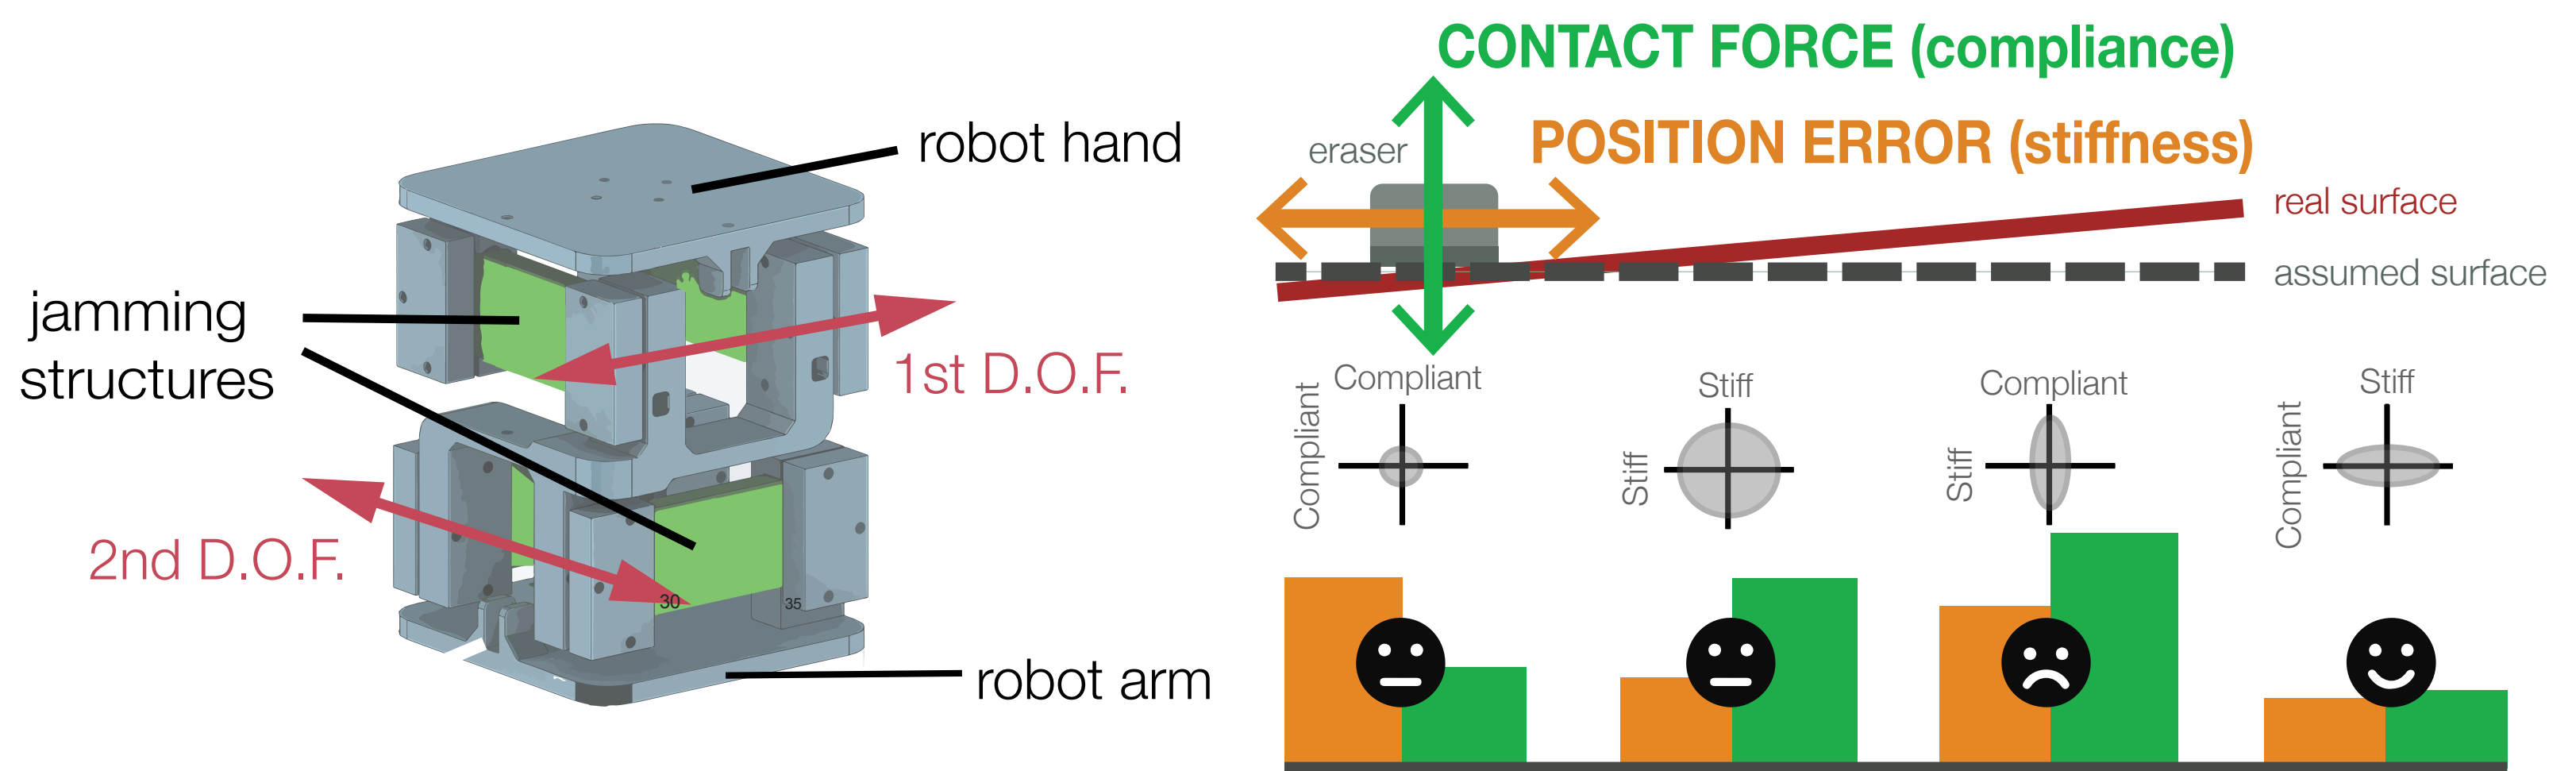 robot hand
jamming
structures
1st D.O.F.
2nd D.O.F.
30
35
robot arm
CONTACT FORCE (compliance)
eraser
POSITION ERROR (stiffness)
real surface
assumed surface
Compliant
Compliant
Stiff
Stiff
Compliant
Stiff
Stiff
Compliant